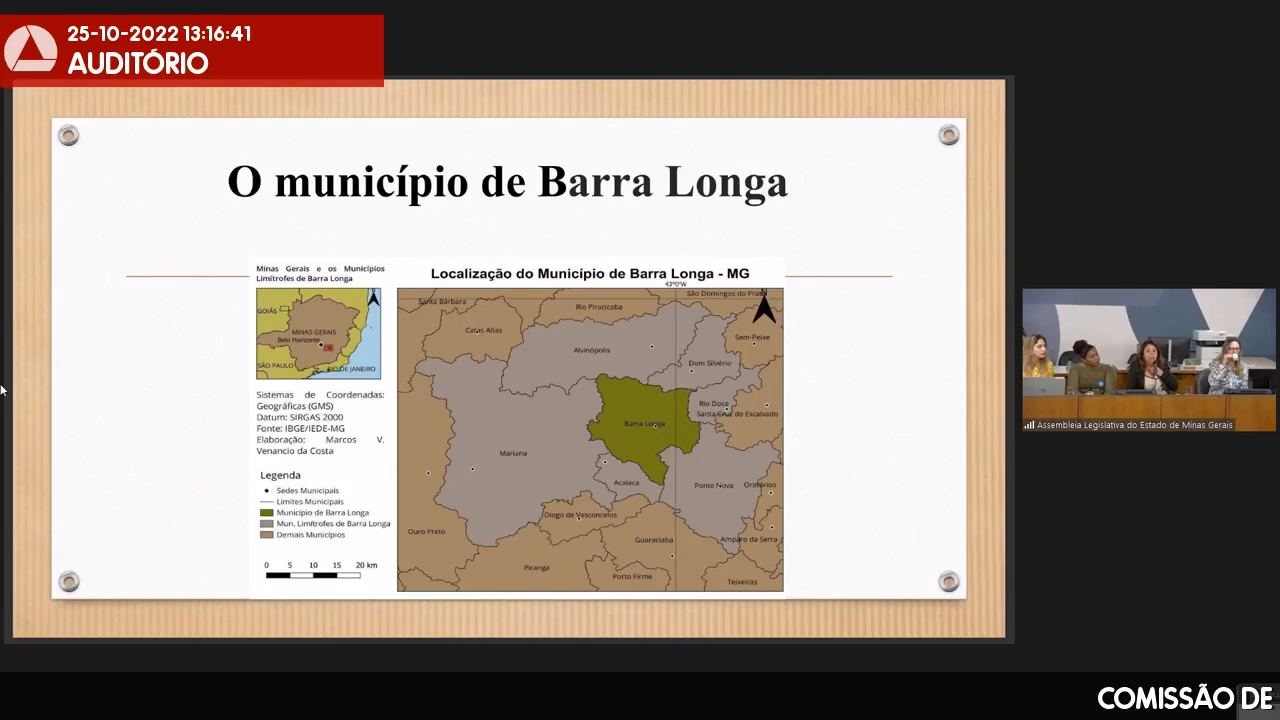 25-10-2022 13:16:41
AUDITÓRIO
O município de Barra Longa
Minas Gerais e os Municípios
Limítrofes de Barra Longa
GOIÁS
MINAS GERAIS
Belo Horizonte
SÃO PAULO
RIO DE JANEIRO
Sistemas de Coordenadas:
Geográficas (GMS)
Datum: SIRGAS 2000
Fonte: IBGE/IEDE-MG
Elaboração: Marcos V.
Venancio da Costa
Legenda
Sedes Municipais
Limites Municipais
Município de Barra Longa
Mun. Limítrofes de Barra Longa
Demais Municípios
0 5 10 15 20 km
Localização do Município de Barra Longa - MG
43°0'W
São Domingos do Prata
Santa Bárbara
Rio Piracicaba
Catas Altas
Sem-Peixe
Alvinópolis
Dom Silvério
Rio Doce
Santa Cruz do Escalvado
Barra Longa
Mariana
Acaiaca
Ponte Nova
Oratórios
Diogo de Vasconcelos
Ouro Preto
Guaraciaba
Amparo da Serra
Piranga
Porto Firme
Teixeiras
Assembleia Legislativa do Estado de Minas Gerais
COMISSÃO DE